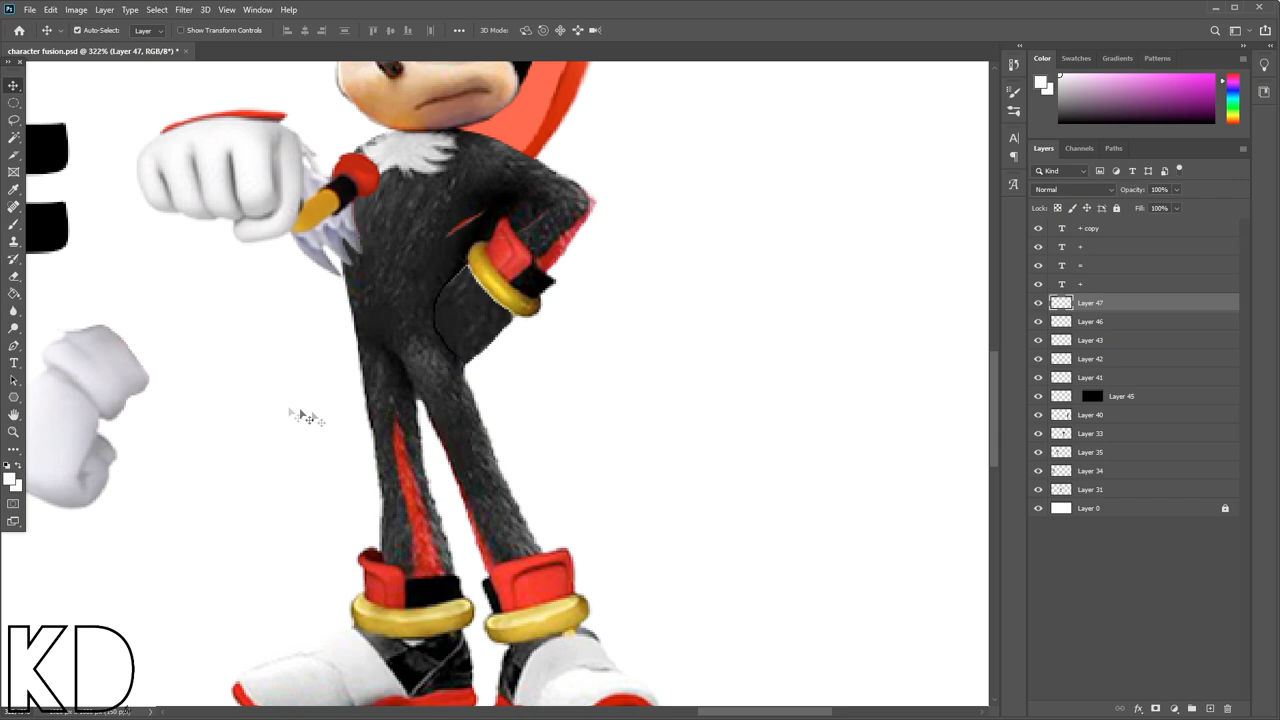 File Edit Image Layer Type Select Filter 3D View Window Help
Auto-Select: Layer Show Transform Controls 3D Mode:
character fusion.psd @ 322% (Layer 47, RGB/8*) *
Color Swatches Gradients Patterns
Layers Channels Paths
Kind
Normal Opacity: 100%
Lock: Fill: 100%
T + copy
T +
T =
T +
Layer 47
Layer 46
Layer 43
Layer 42
Layer 41
Layer 45
Layer 40
Layer 33
Layer 35
Layer 34
Layer 31
Layer 0
KD